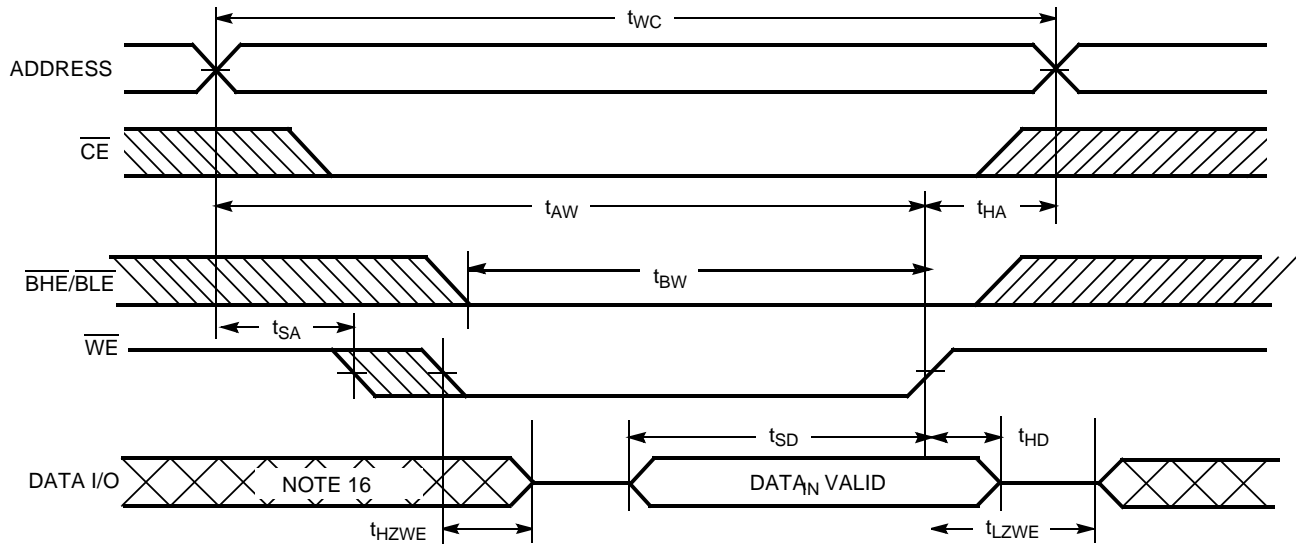 tWC
ADDRESS
CE
tAW
tHA
BHE/BLE
tBW
tSA
WE
tSD
tHD
DATA I/O
NOTE 16
DATAIN VALID
tHZWE
tLZWE